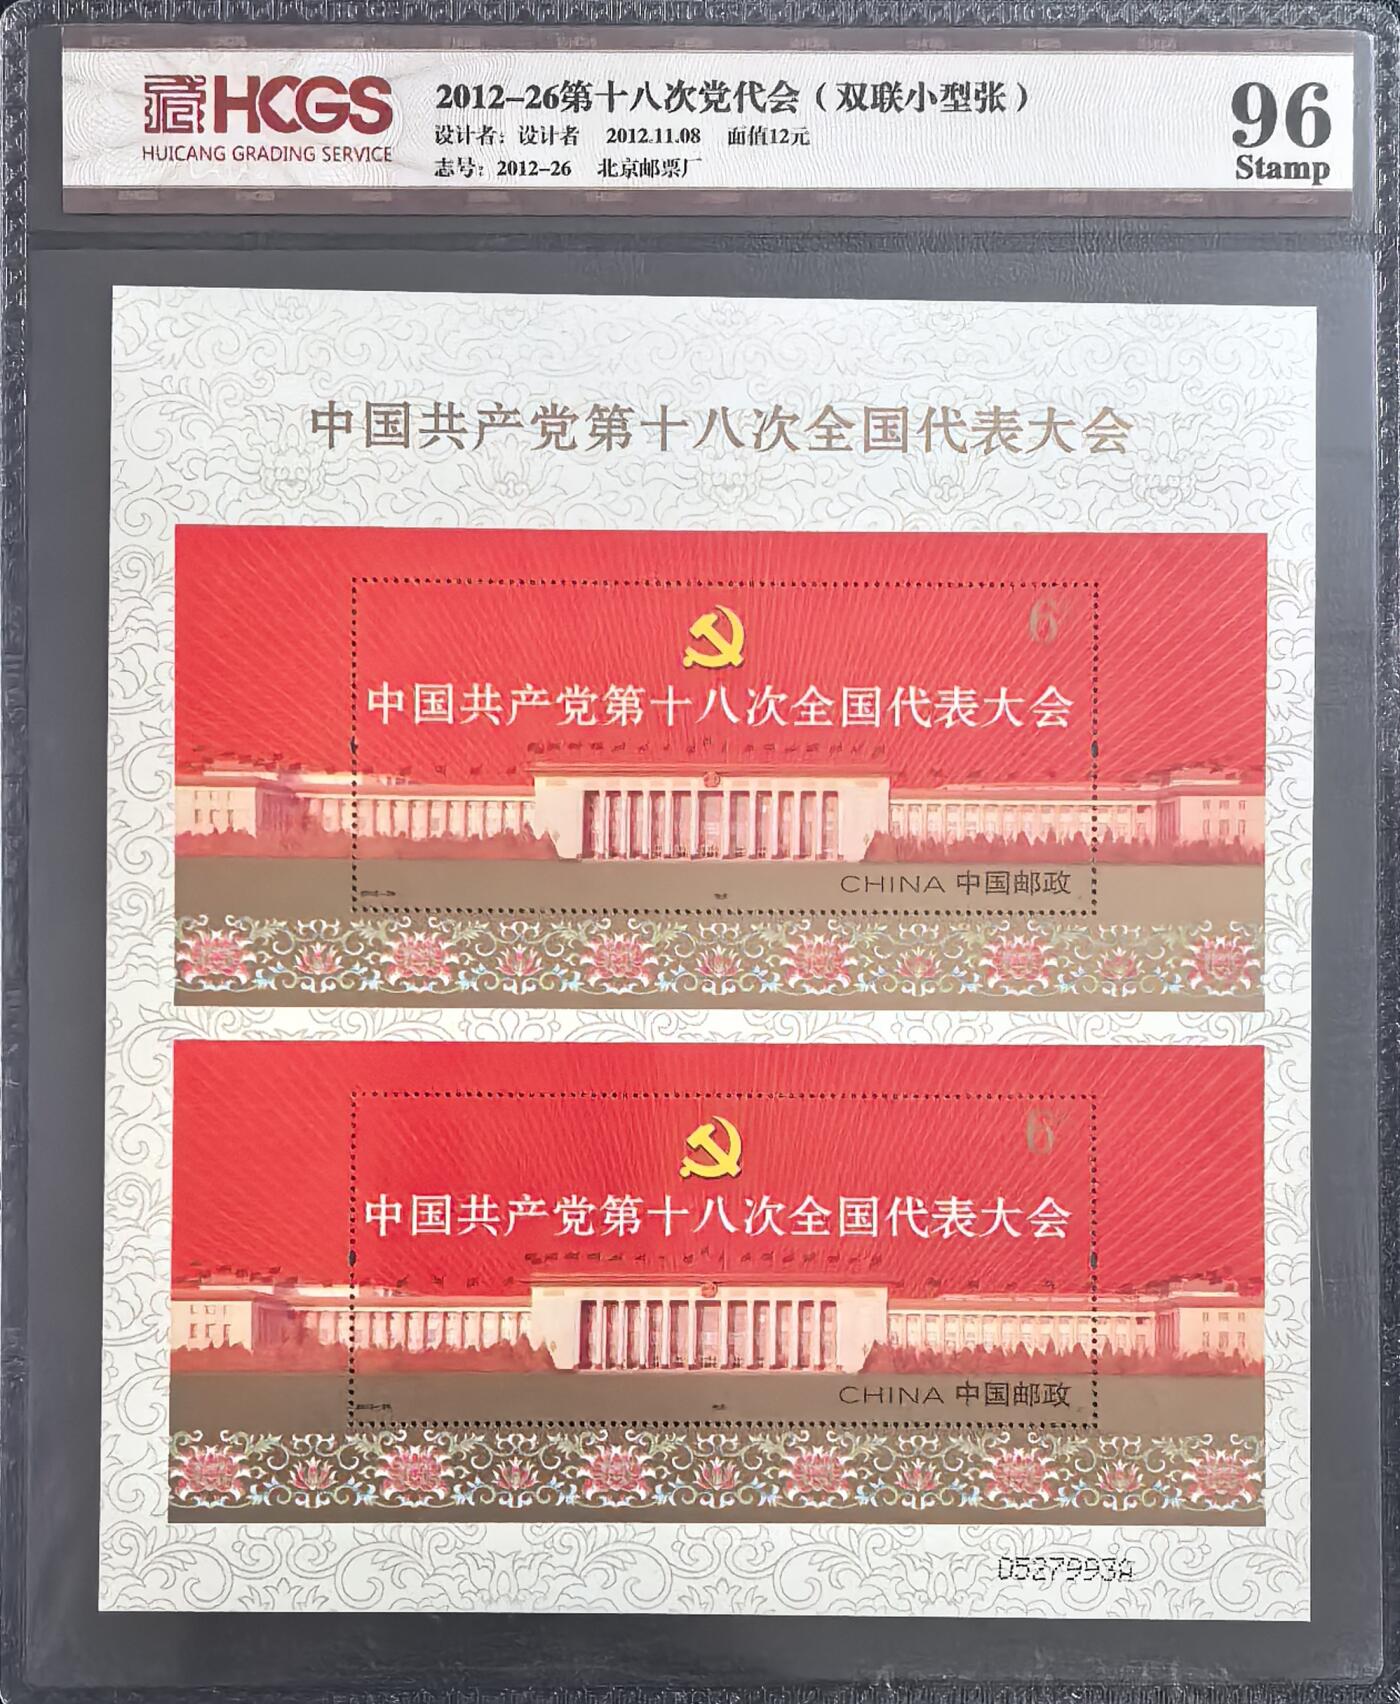 藏HCGS
HUICANG GRADING SERVICE
2012-26第十八次党代会（双联小型张）
设计者：设计者 2012.11.08 面值12元
志号：2012-26 北京邮票厂
96
Stamp
中国共产党第十八次全国代表大会
6
中国共产党第十八次全国代表大会
CHINA 中国邮政
6
中国共产党第十八次全国代表大会
CHINA 中国邮政